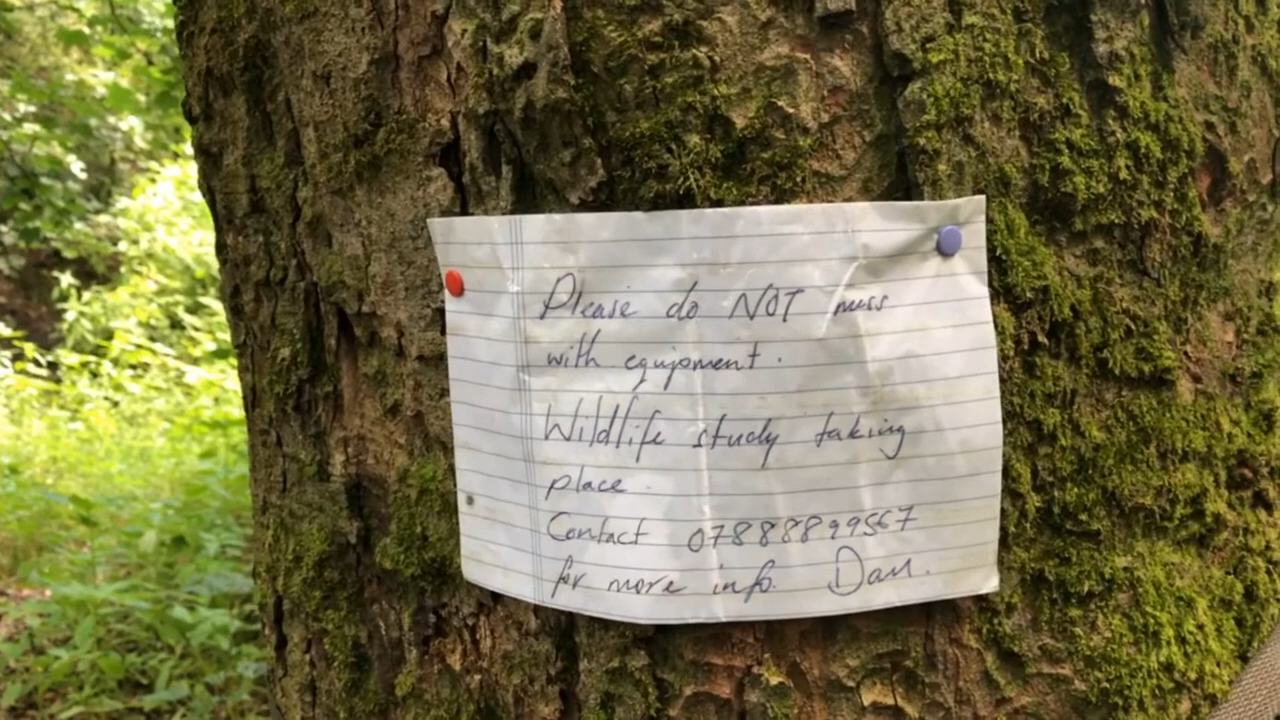 Please do NOT mess
with equipment.
Wildlife study taking
place.
Contact 07888899567
for more info. Dan.